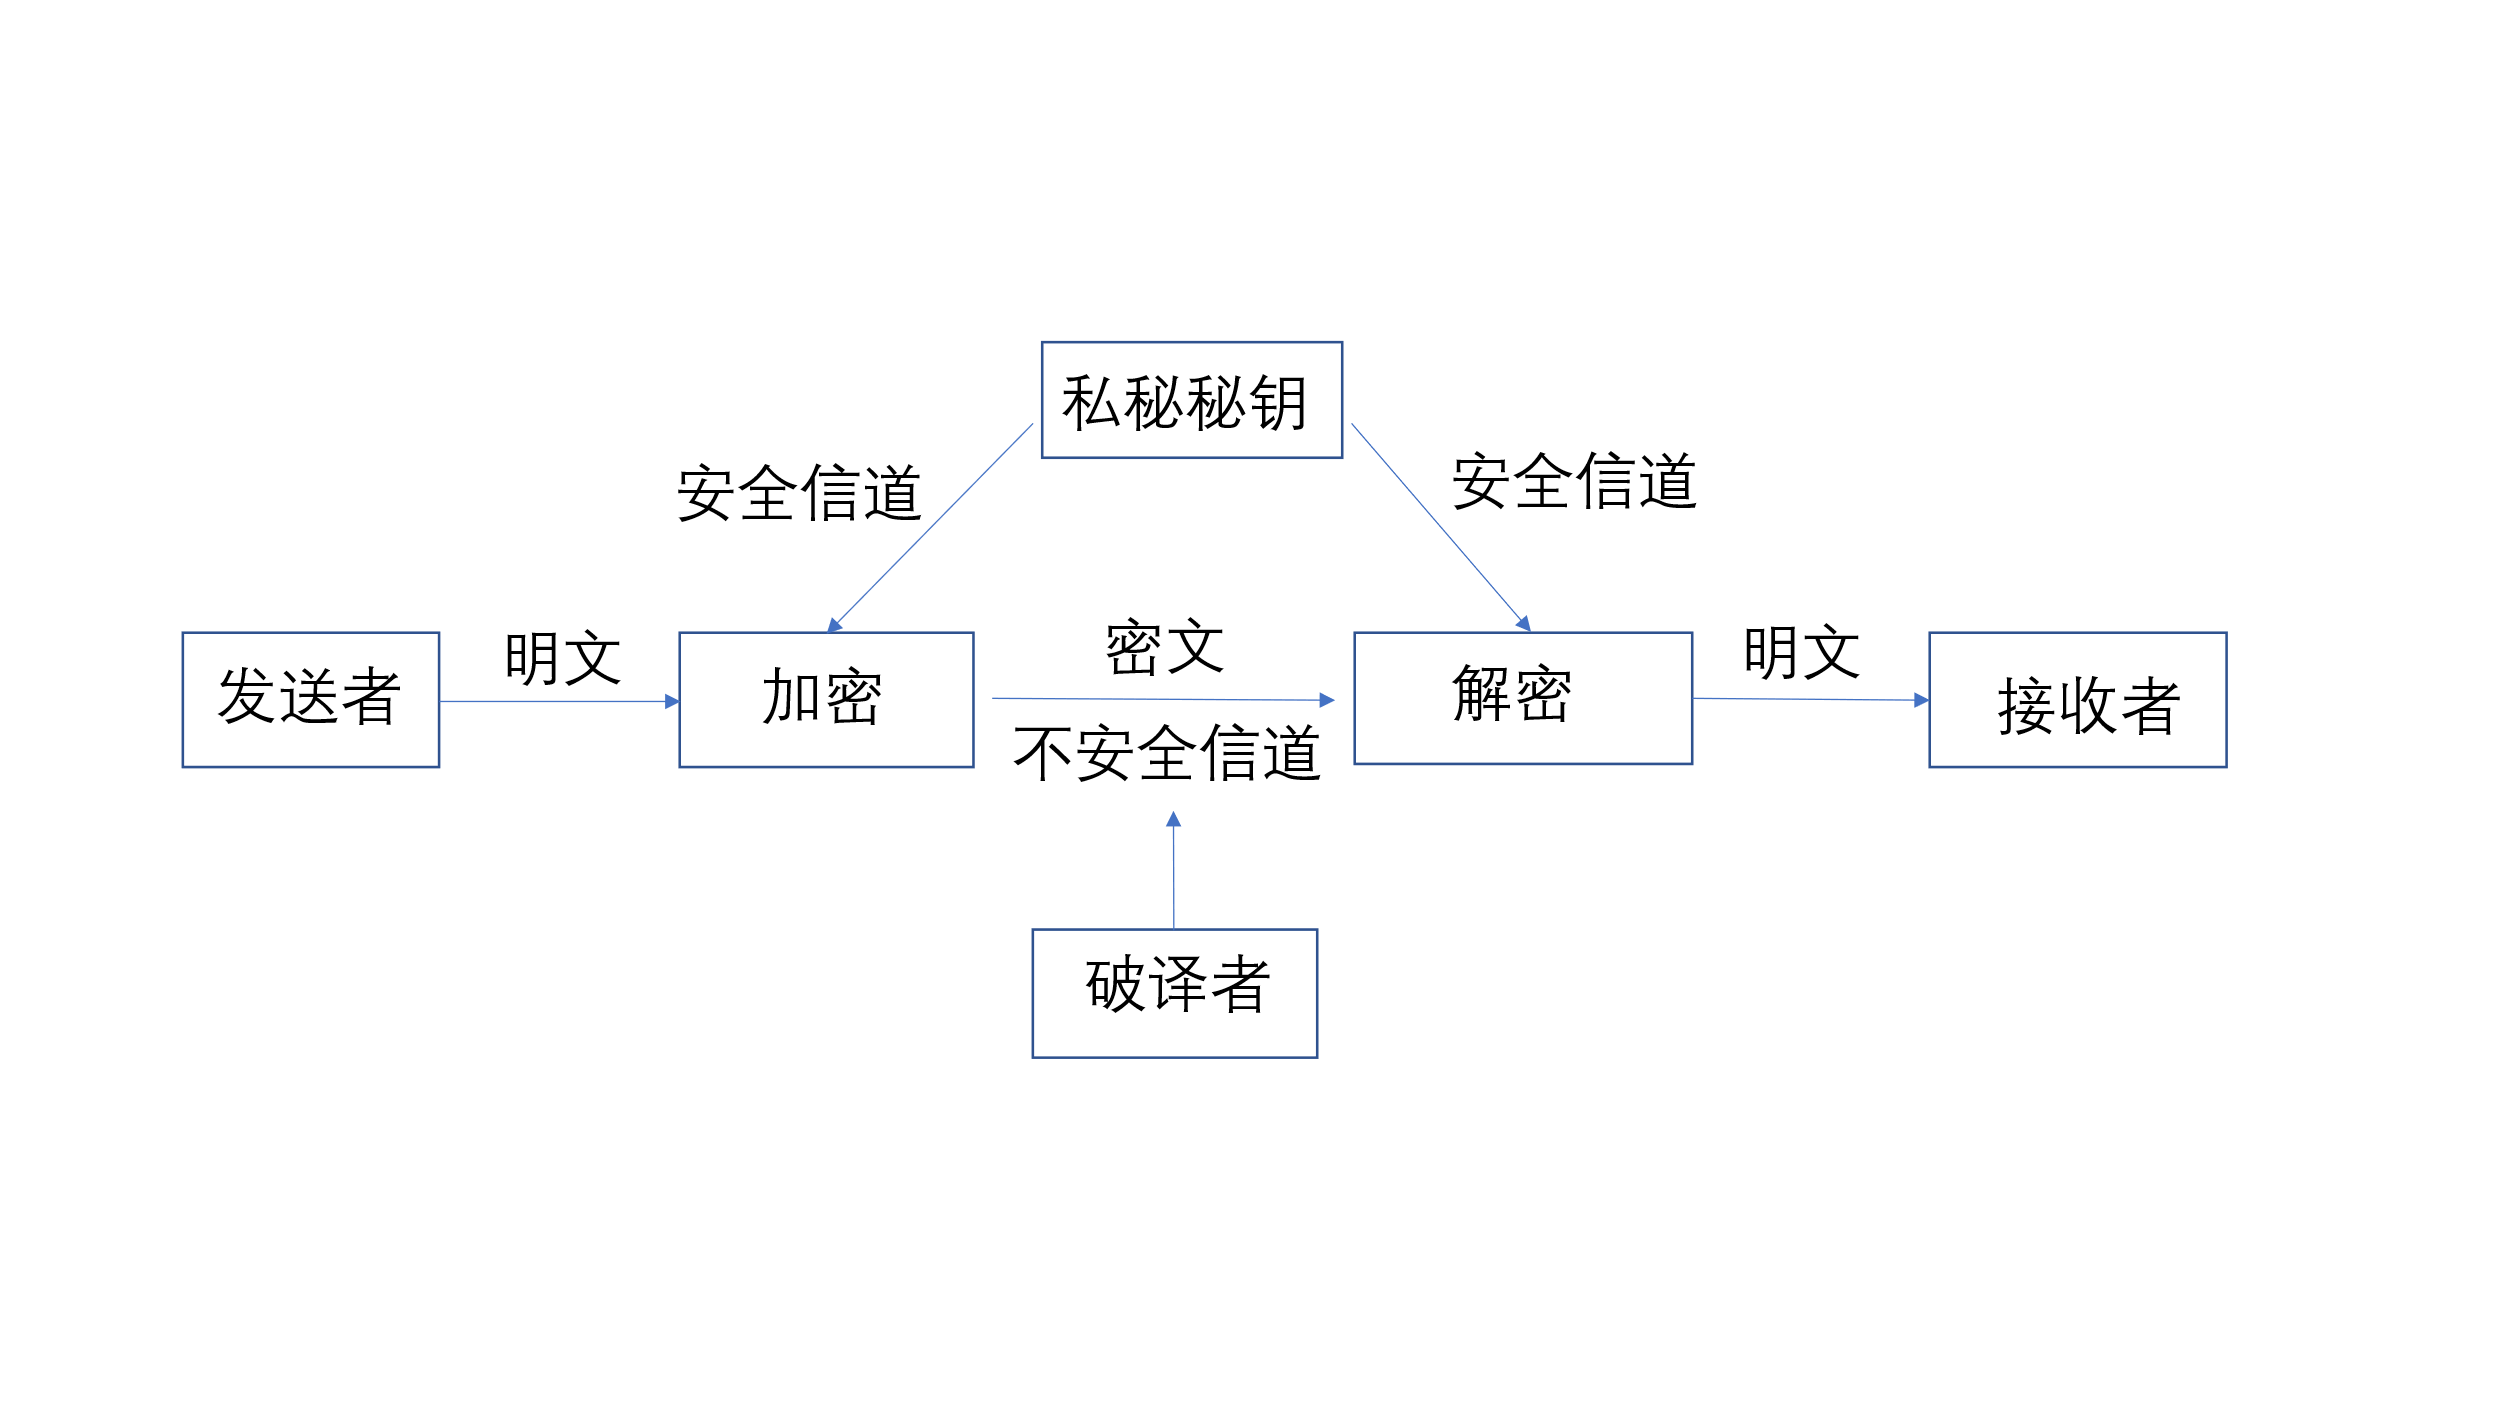 私秘秘钥
安全信道
安全信道
发送者
明文
加密
密文
不安全信道
解密
明文
接收者
破译者